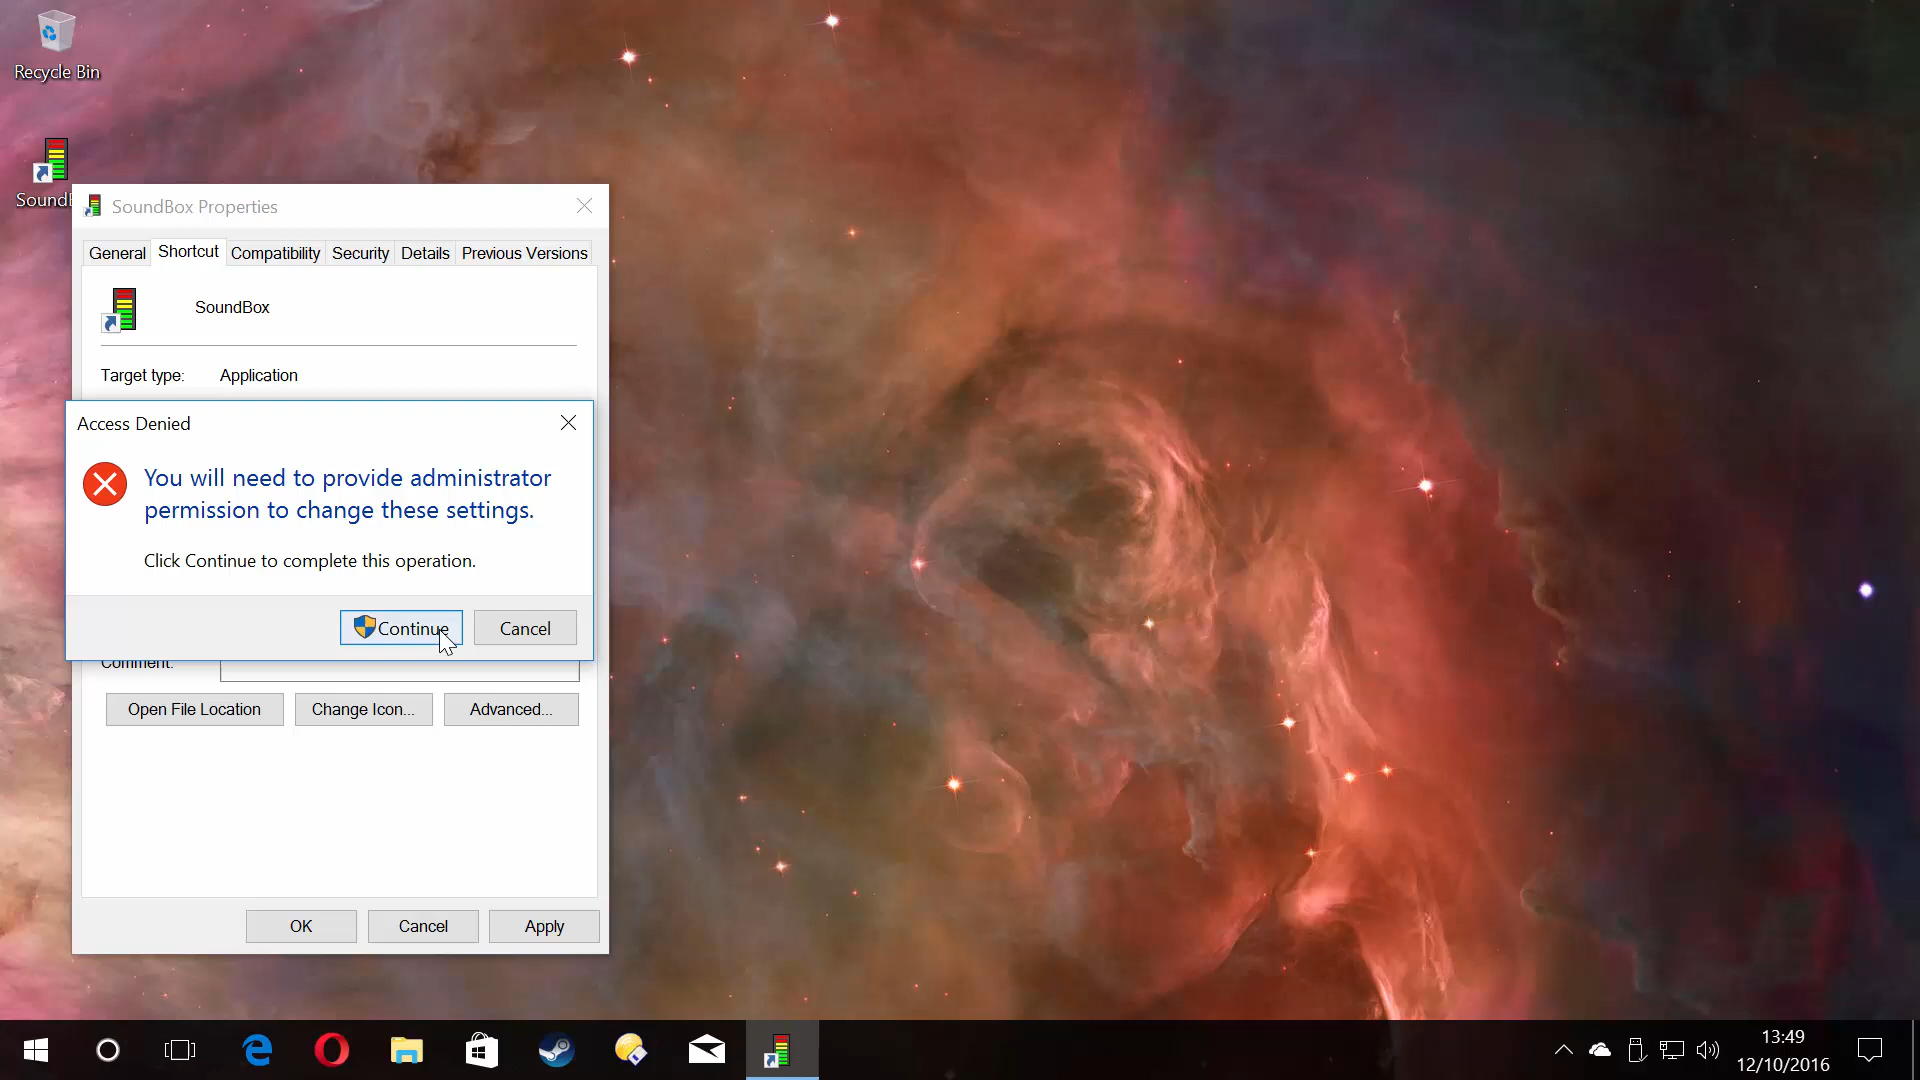 Recycle Bin
SoundB
SoundBox Properties
General Shortcut Compatibility Security Details Previous Versions
SoundBox
Target type: Application
Access Denied
You will need to provide administrator
permission to change these settings.
Click Continue to complete this operation.
Continue Cancel
Comment:
Open File Location Change Icon... Advanced...
OK Cancel Apply
13:49
12/10/2016